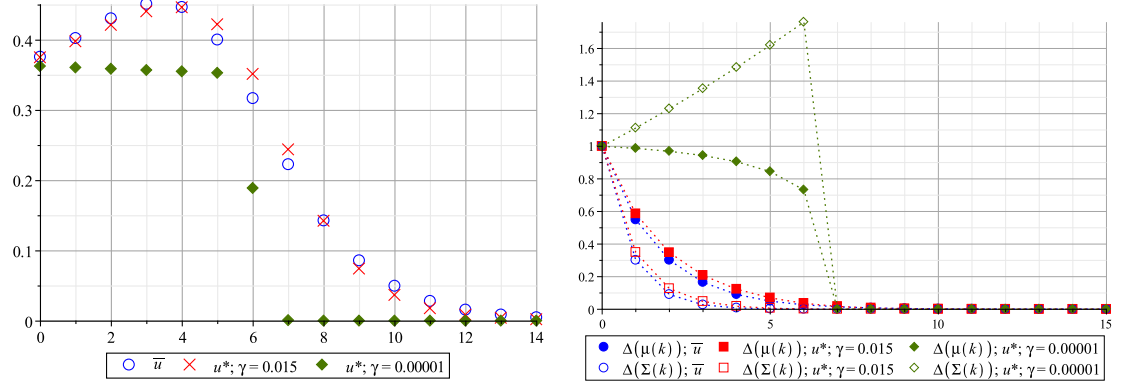 0.4
0.3
0.2
0.1
0
0 2 4 6 8 10 12 14
u̅ u*; γ = 0.015 u*; γ = 0.00001
1.6
1.4
1.2
1
0.8
0.6
0.4
0.2
0
0 5 10 15
Δ(μ(k)); u̅ Δ(μ(k)); u*; γ = 0.015 Δ(μ(k)); u*; γ = 0.00001
Δ(Σ(k)); u̅ Δ(Σ(k)); u*; γ = 0.015 Δ(Σ(k)); u*; γ = 0.00001